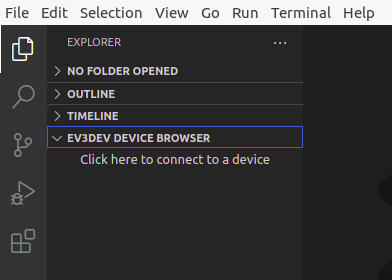 File Edit Selection View Go Run Terminal Help
EXPLORER ...
NO FOLDER OPENED
OUTLINE
TIMELINE
EV3DEV DEVICE BROWSER
Click here to connect to a device